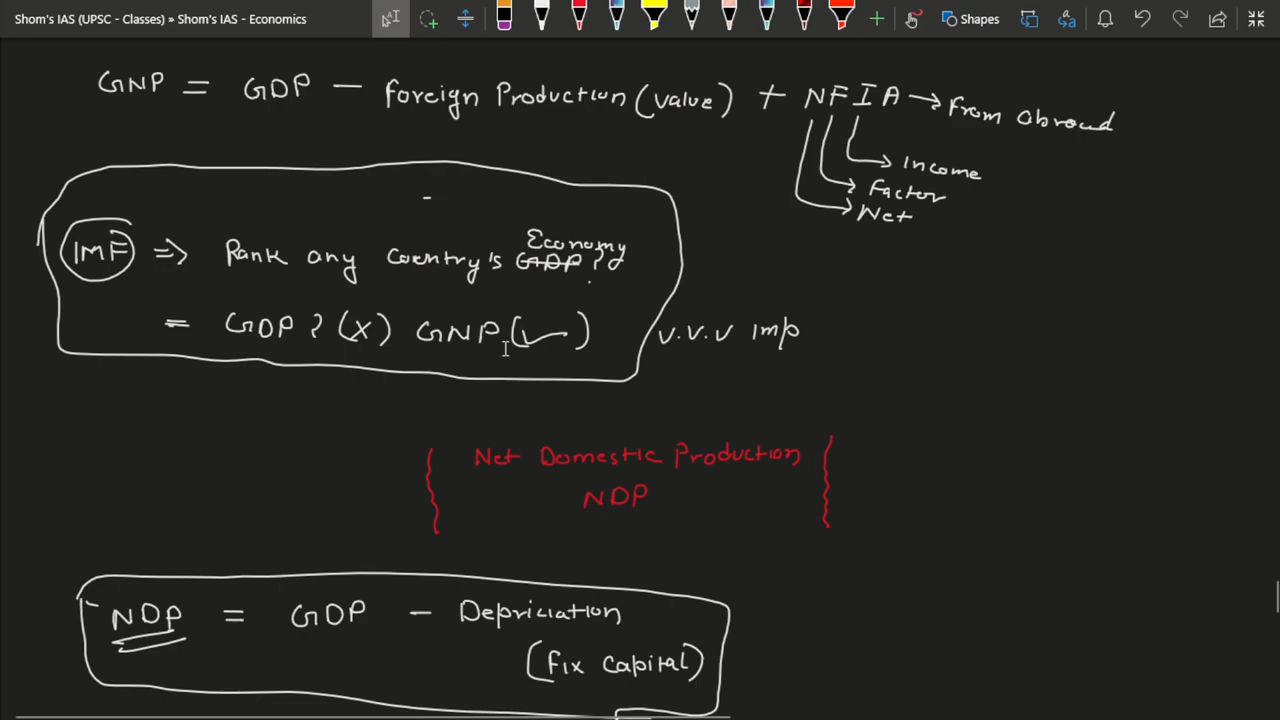 Shom's IAS (UPSC - Classes) » Shom's IAS - Economics
Shapes
GNP = GDP - foreign Production (value) + NFIA → From abroad
Income
Factor
Net
IMF ⇒ Rank any Country's GDP ?
Economy
= GDP ? (X) GNP (✓)
v.v.v imp
Net Domestic Production
NDP
NDP = GDP - Depriciation
(Fix Capital)